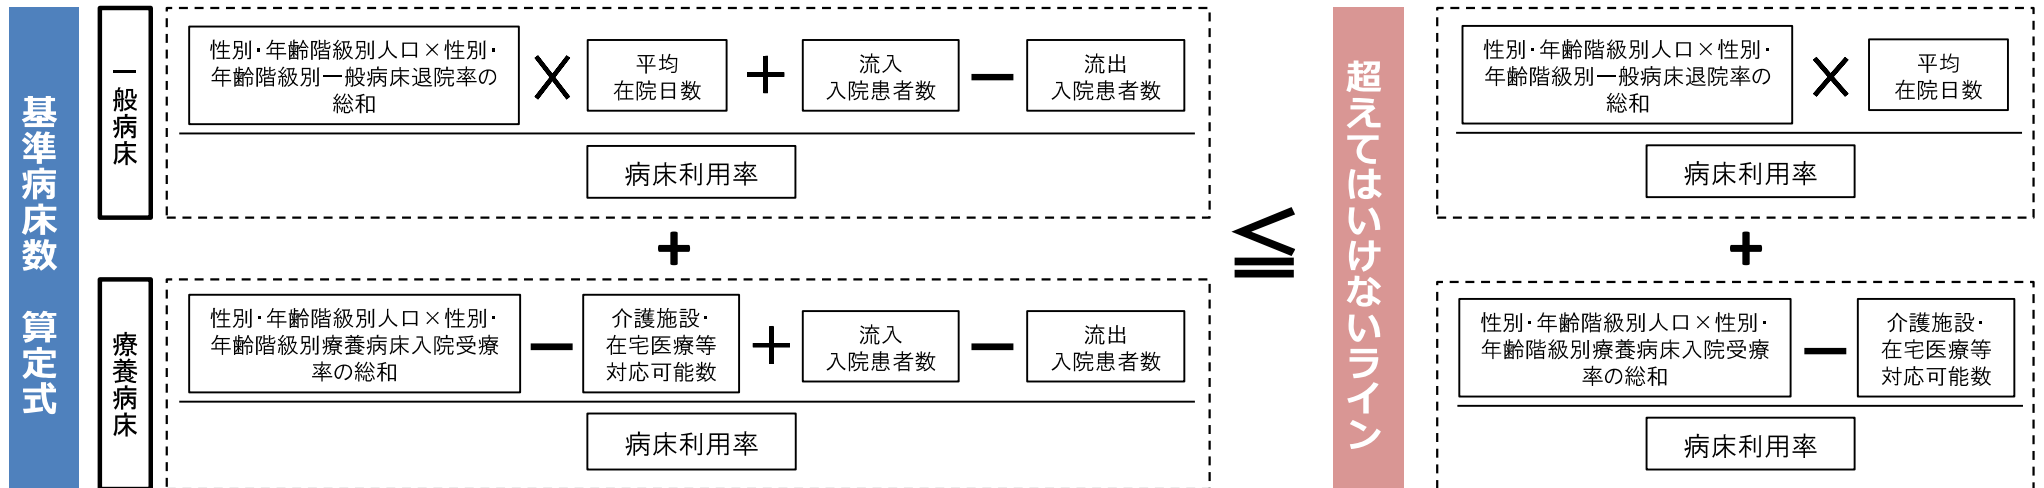 基準病床数 算定式
一般病床
性別・年齢階級別人口×性別・
年齢階級別一般病床退院率の
総和
×
平均
在院日数
+
流入
入院患者数
−
流出
入院患者数
病床利用率
+
療養病床
性別・年齢階級別人口×性別・
年齢階級別療養病床入院受療
率の総和
−
介護施設・
在宅医療等
対応可能数
+
流入
入院患者数
−
流出
入院患者数
病床利用率
≦
超えてはいけないライン
性別・年齢階級別人口×性別・
年齢階級別一般病床退院率の
総和
×
平均
在院日数
病床利用率
+
性別・年齢階級別人口×性別・
年齢階級別療養病床入院受療
率の総和
−
介護施設・
在宅医療等
対応可能数
病床利用率